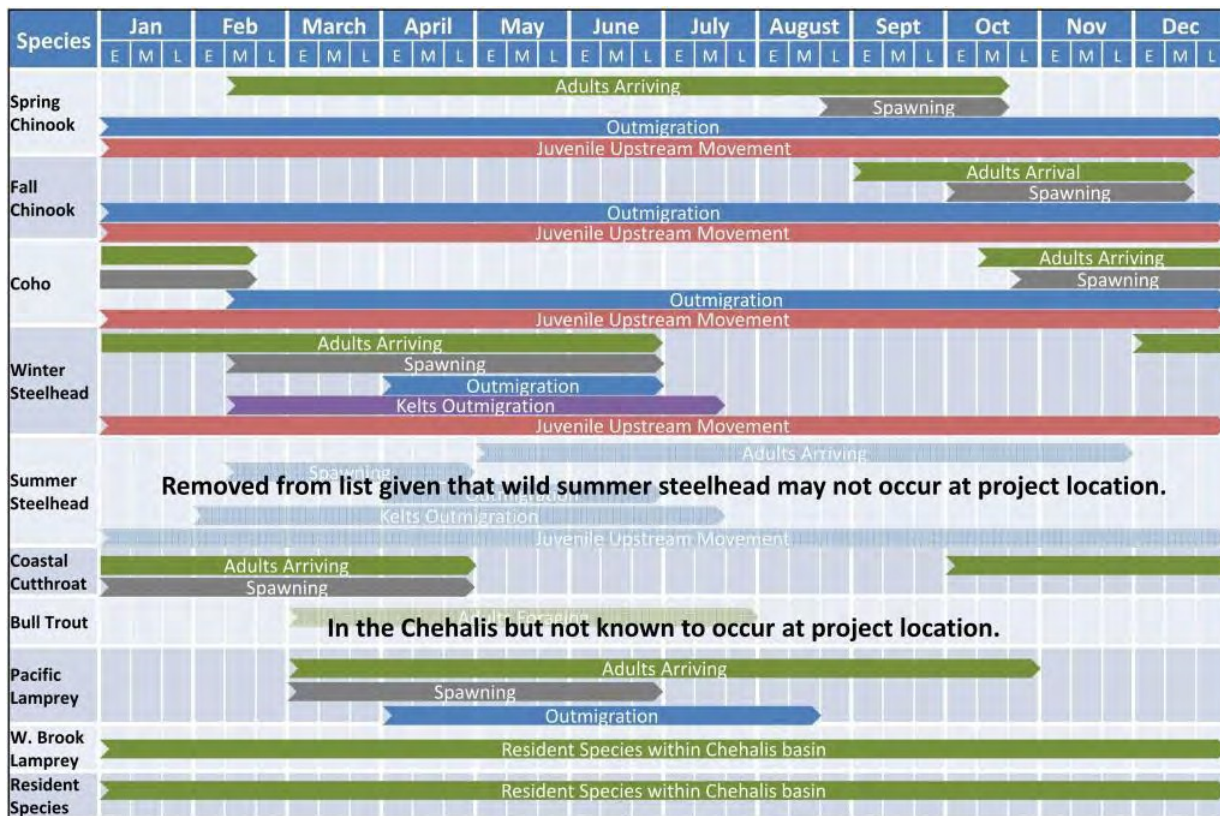 Species Jan Feb March April May June July August Sept Oct Nov Dec
E M L E M L E M L E M L E M L E M L E M L E M L E M L E M L E M L E M L
Spring
Chinook
Adults Arriving
Spawning
Outmigration
Juvenile Upstream Movement
Fall
Chinook
Adults Arrival
Spawning
Outmigration
Juvenile Upstream Movement
Coho
Adults Arriving
Spawning
Outmigration
Juvenile Upstream Movement
Winter
Steelhead
Adults Arriving
Spawning
Outmigration
Kelts Outmigration
Juvenile Upstream Movement
Summer
Steelhead
Adults Arriving
Spawning
Removed from list given that wild summer steelhead may not occur at project location.
Outmigration
Kelts Outmigration
Juvenile Upstream Movement
Coastal
Cutthroat
Adults Arriving
Spawning
Bull Trout
Adults Foraging
In the Chehalis but not known to occur at project location.
Pacific
Lamprey
Adults Arriving
Spawning
Outmigration
W. Brook
Lamprey
Resident Species within Chehalis basin
Resident
Species
Resident Species within Chehalis basin